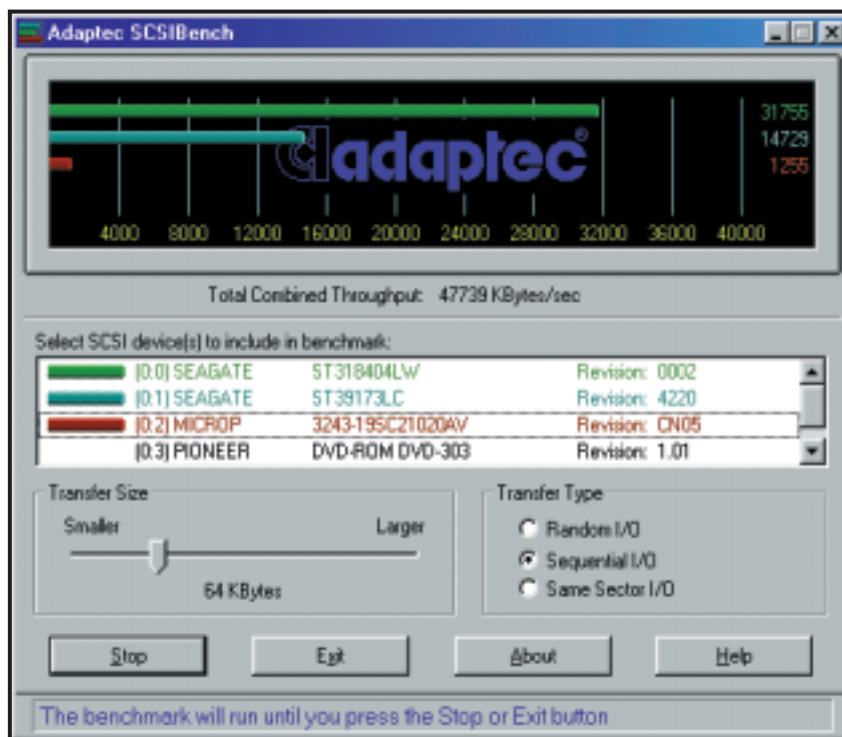 Adaptec SCSIBench
31755
14729
1255
adaptec®
4000 8000 12000 16000 20000 24000 28000 32000 36000 40000
Total Combined Throughput: 47739 KBytes/sec
Select SCSI device(s) to include in benchmark:
(0:0) SEAGATE ST318404LW Revision: 0002
(0:1) SEAGATE ST39173LC Revision: 4220
(0:2) MICROP 3243-19SC21020AV Revision: CN05
(0:3) PIONEER DVD-ROM DVD-303 Revision: 1.01
Transfer Size
Smaller Larger
64 KBytes
Transfer Type
Random I/O
Sequential I/O
Same Sector I/O
Stop Exit About Help
The benchmark will run until you press the Stop or Exit button